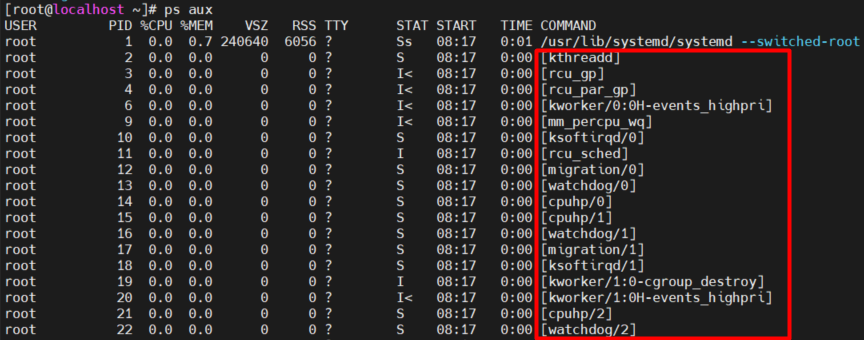 [root@localhost ~]# ps aux
USER PID %CPU %MEM VSZ RSS TTY STAT START TIME COMMAND
root 1 0.0 0.7 240640 6056 ? Ss 08:17 0:01 /usr/lib/systemd/systemd --switched-root
root 2 0.0 0.0 0 0 ? S 08:17 0:00 [kthreadd]
root 3 0.0 0.0 0 0 ? I< 08:17 0:00 [rcu_gp]
root 4 0.0 0.0 0 0 ? I< 08:17 0:00 [rcu_par_gp]
root 6 0.0 0.0 0 0 ? I< 08:17 0:00 [kworker/0:0H-events_highpri]
root 9 0.0 0.0 0 0 ? I< 08:17 0:00 [mm_percpu_wq]
root 10 0.0 0.0 0 0 ? S 08:17 0:00 [ksoftirqd/0]
root 11 0.0 0.0 0 0 ? I 08:17 0:00 [rcu_sched]
root 12 0.0 0.0 0 0 ? S 08:17 0:00 [migration/0]
root 13 0.0 0.0 0 0 ? S 08:17 0:00 [watchdog/0]
root 14 0.0 0.0 0 0 ? S 08:17 0:00 [cpuhp/0]
root 15 0.0 0.0 0 0 ? S 08:17 0:00 [cpuhp/1]
root 16 0.0 0.0 0 0 ? S 08:17 0:00 [watchdog/1]
root 17 0.0 0.0 0 0 ? S 08:17 0:00 [migration/1]
root 18 0.0 0.0 0 0 ? S 08:17 0:00 [ksoftirqd/1]
root 19 0.0 0.0 0 0 ? I 08:17 0:00 [kworker/1:0-cgroup_destroy]
root 20 0.0 0.0 0 0 ? I< 08:17 0:00 [kworker/1:0H-events_highpri]
root 21 0.0 0.0 0 0 ? S 08:17 0:00 [cpuhp/2]
root 22 0.0 0.0 0 0 ? S 08:17 0:00 [watchdog/2]